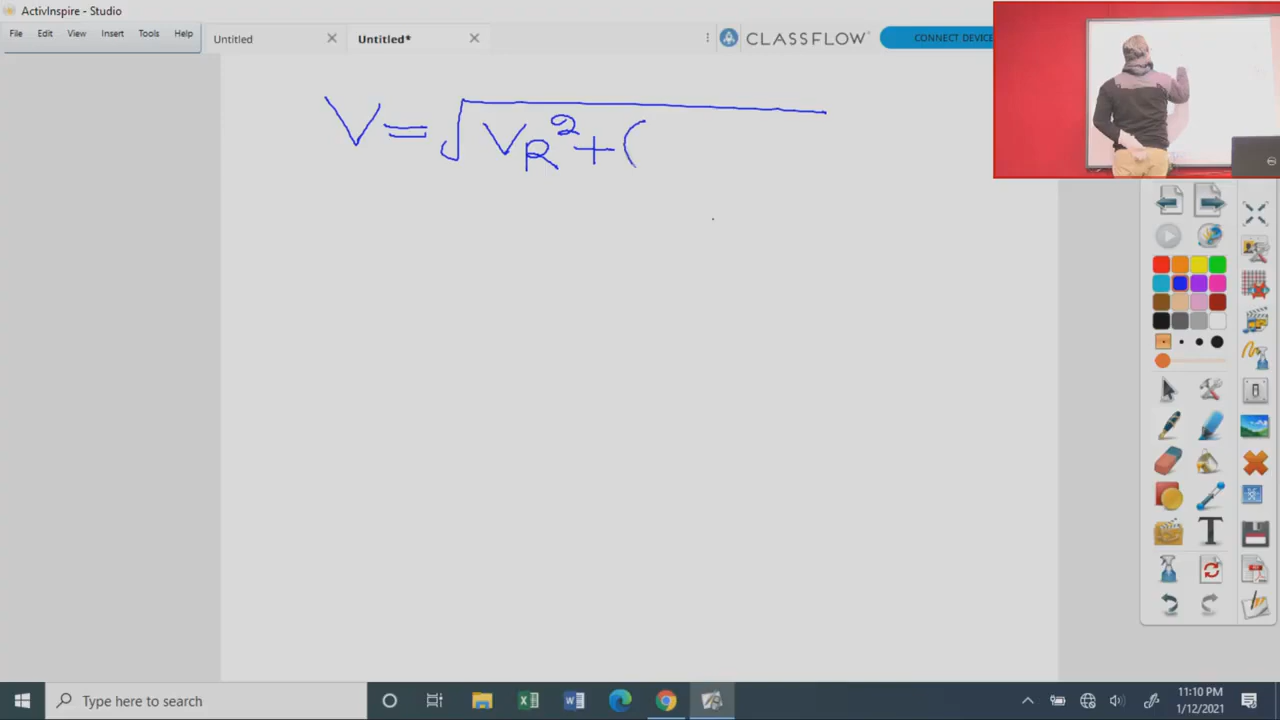 ActivInspire - Studio
File Edit View Insert Tools Help
Untitled
Untitled*
CLASSFLOW
CONNECT DEVICE
V=√VR²+(
Type here to search
11:10 PM
1/12/2021